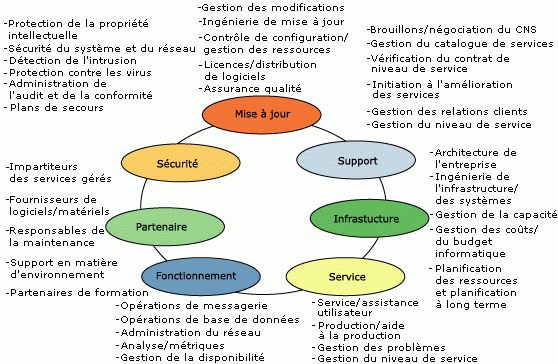 -Protection de la propriété
intellectuelle
-Sécurité du système et du réseau
-Détection de l'intrusion
-Protection contre les virus
-Administration de
l'audit et de la conformité
- Plans de secours
-Gestion des modifications
-Ingénierie de mise à jour
-Contrôle de configuration/
gestion des ressources
-Licences/distribution
de logiciels
-Assurance qualité
-Brouillons/négociation du CNS
-Gestion du catalogue de services
-Vérification du contrat de
niveau de service
-Initiation à l'amélioration
des services
-Gestion des relations clients
-Gestion du niveau de service
Mise à jour
Sécurité
Support
Partenaire
Infrastucture
Fonctionnement
Service
-Impartiteurs
des services gérés
-Fournisseurs de
logiciels/matériels
-Responsables de
la maintenance
-Support en matière
d'environnement
-Partenaires de formation
-Architecture de
l'entreprise
-Ingénierie de
l'infrastructure/
des systèmes
-Gestion de la capacité
-Gestion des coûts/
du budget
informatique
-Planification
des ressources
et planification
à long terme
-Opérations de messagerie
-Opérations de base de données
-Administration du réseau
-Analyse/métriques
-Gestion de la disponibilité
-Service/assistance
utilisateur
-Production/aide
à la production
-Gestion des problèmes
-Gestion du niveau de service